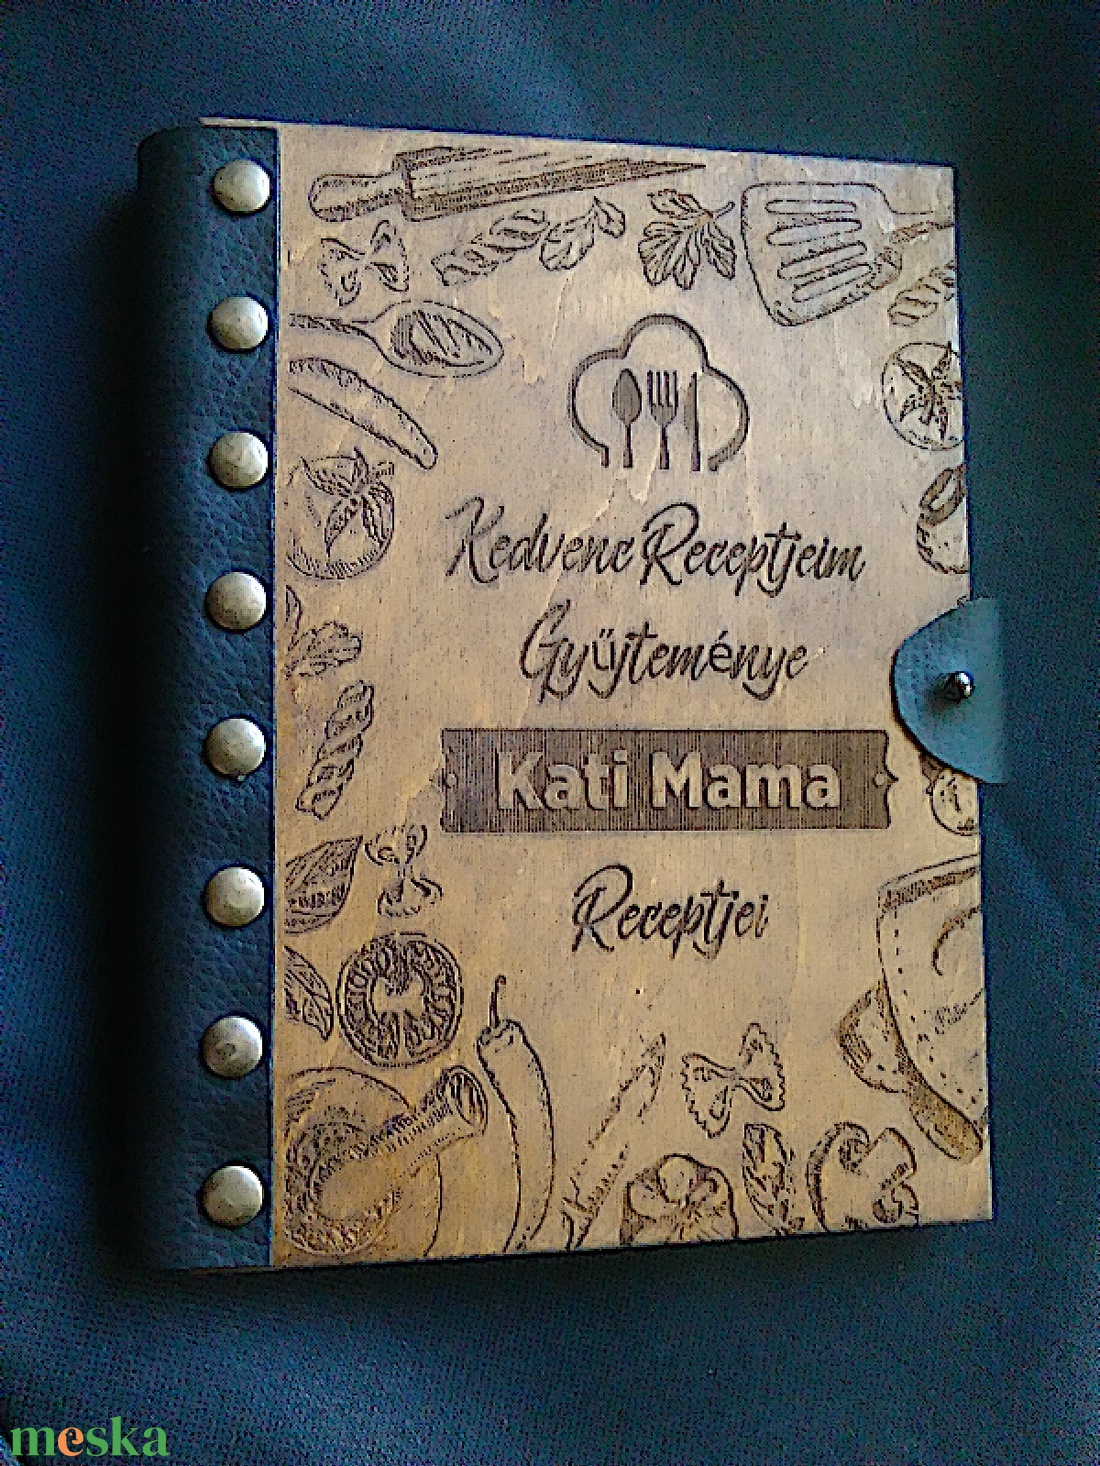 Kedvenc Receptjeim
Gyűjteménye
Kati Mama
Receptjei
meska